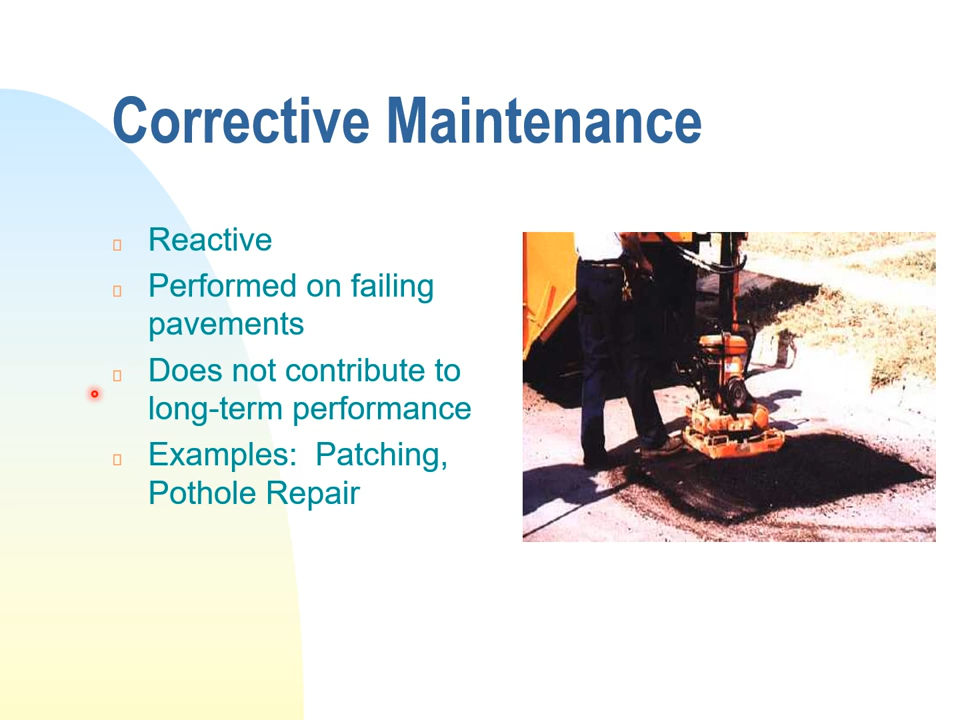 Corrective Maintenance
Reactive
Performed on failing
pavements
Does not contribute to
long-term performance
Examples:  Patching,
Pothole Repair